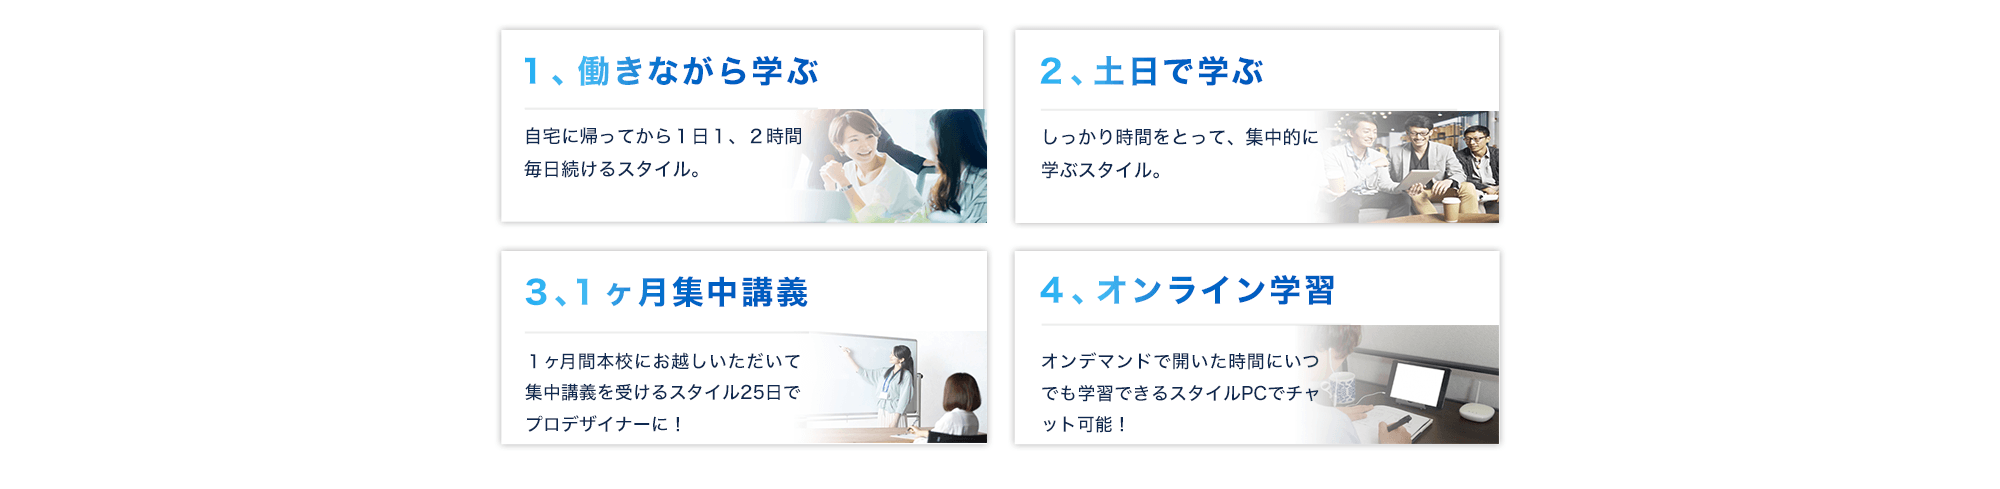 １、働きながら学ぶ
自宅に帰ってから１日１、２時間
毎日続けるスタイル。
２、土日で学ぶ
しっかり時間をとって、集中的に
学ぶスタイル。
３、１ヶ月集中講義
１ヶ月間本校にお越しいただいて
集中講義を受けるスタイル25日で
プロデザイナーに！
４、オンライン学習
オンデマンドで開いた時間にいつ
でも学習できるスタイルPCでチャ
ット可能！